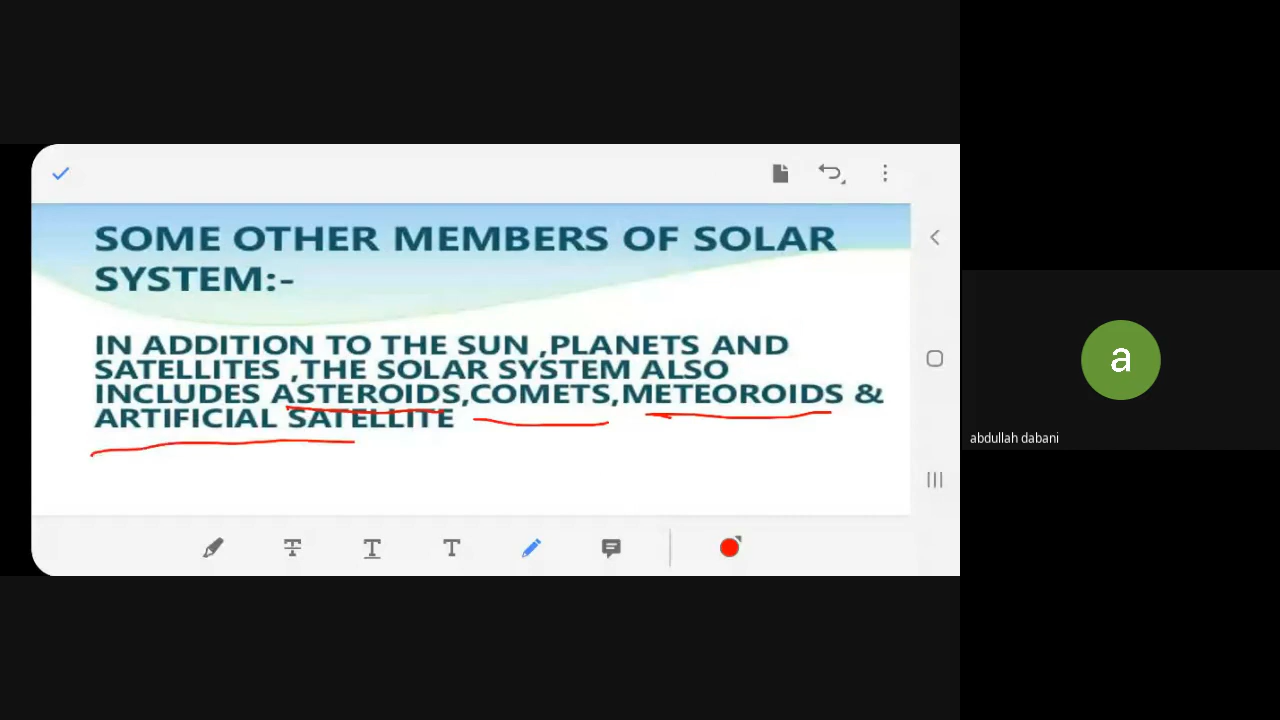 SOME OTHER MEMBERS OF SOLAR
SYSTEM:-
IN ADDITION TO THE SUN ,PLANETS AND
SATELLITES ,THE SOLAR SYSTEM ALSO
INCLUDES ASTEROIDS,COMETS,METEOROIDS &
ARTIFICIAL SATELLITE
a
abdullah dabani